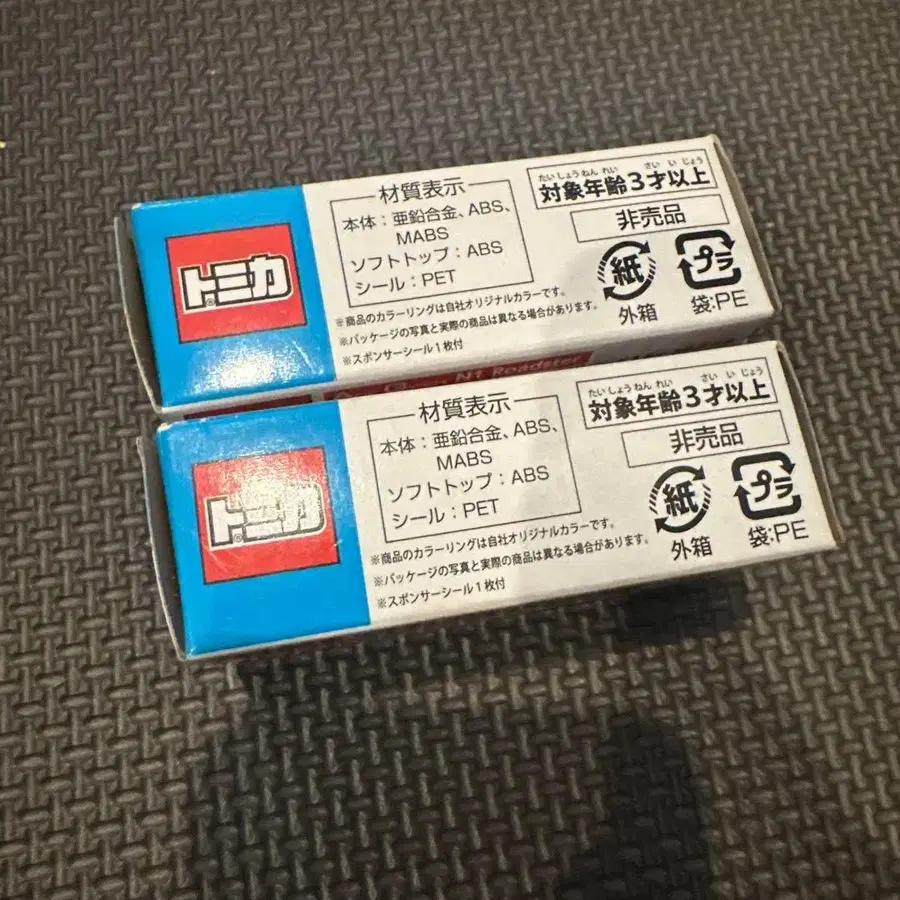 トミカ
材質表示
本体：亜鉛合金、ABS、
MABS
ソフトトップ：ABS
シール：PET
※商品のカラーリングは自社オリジナルカラーです。
※パッケージの写真と実際の商品は異なる場合があります。
※スポンサーシール1枚付
たいしょうねんれい さいいじょう
対象年齢3才以上
非売品
紙
外箱
プラ
袋:PE
N1 Roadster
トミカ
材質表示
本体：亜鉛合金、ABS、
MABS
ソフトトップ：ABS
シール：PET
※商品のカラーリングは自社オリジナルカラーです。
※パッケージの写真と実際の商品は異なる場合があります。
※スポンサーシール1枚付
たいしょうねんれい さいいじょう
対象年齢3才以上
非売品
紙
外箱
プラ
袋:PE